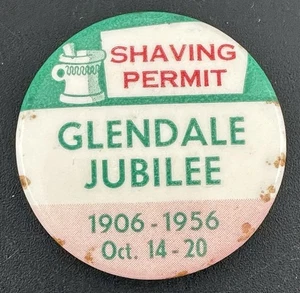 SHAVING
PERMIT
GLENDALE
JUBILEE
1906 - 1956
Oct. 14 - 20